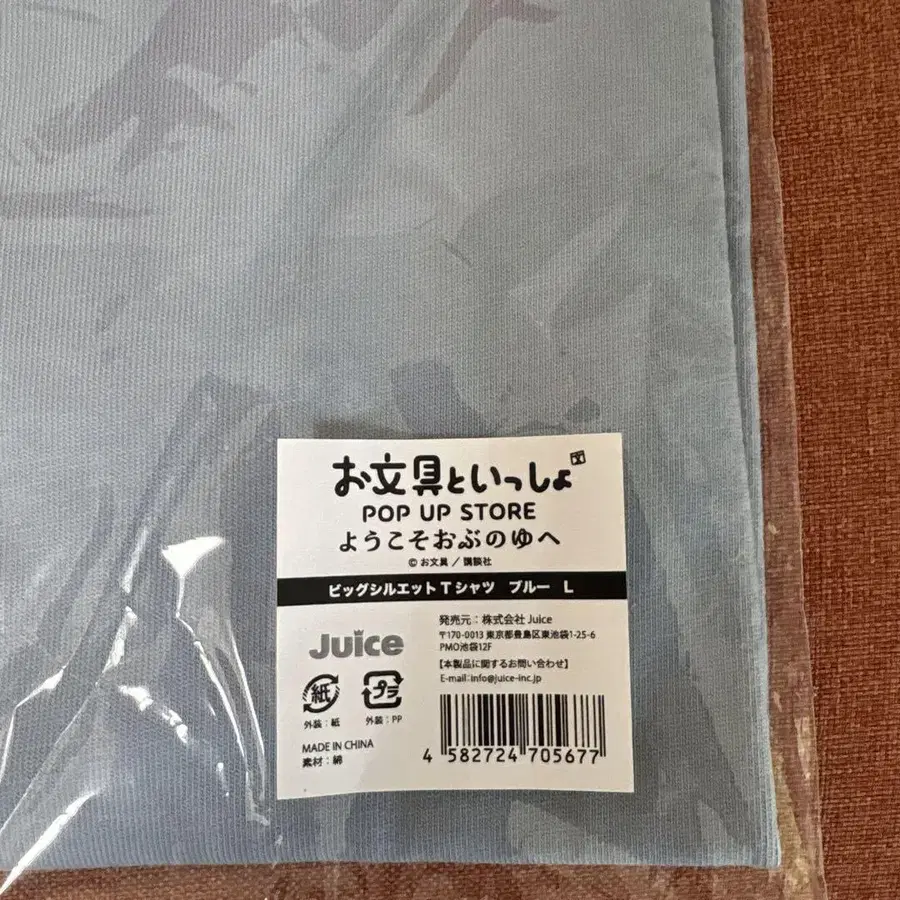 お文具といっしょ
POP UP STORE
ようこそおぶのゆへ
© お文具 / 講談社
ビッグシルエットTシャツ ブルー L
Juice
発売元:株式会社 Juice
〒170-0013 東京都豊島区東池袋1-25-6
PMO池袋12F
【本製品に関するお問い合わせ】
E-mail:info@juice-inc.jp
紙
プラ
外装:紙
外装:PP
MADE IN CHINA
素材:綿
4 582724 705677